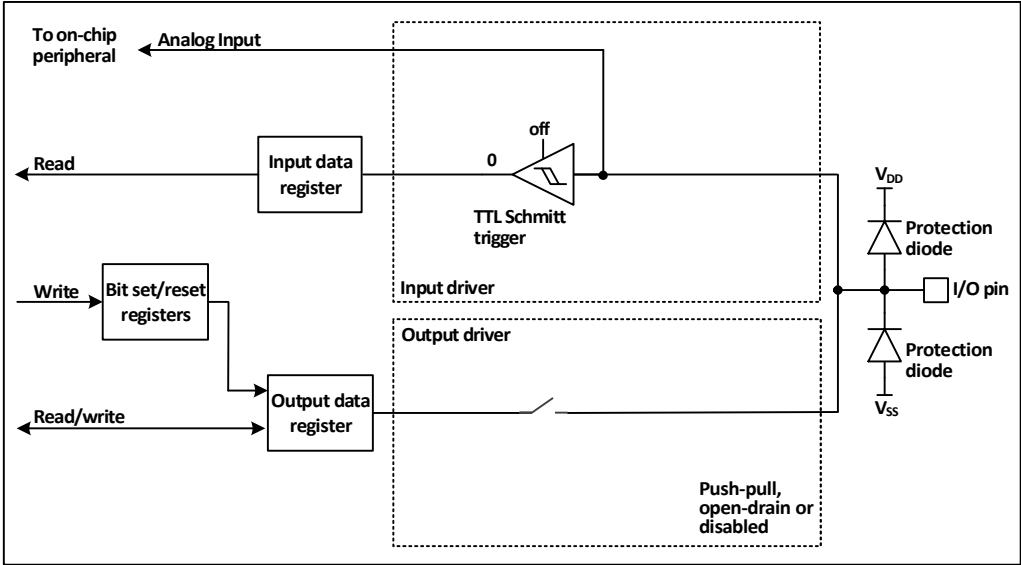 To on-chip
peripheral
Analog Input
off
Read
Input data
register
0
TTL Schmitt
trigger
VDD
Protection
diode
Write
Bit set/reset
registers
Input driver
I/O pin
Output driver
Protection
diode
Read/write
Output data
register
VSS
Push-pull,
open-drain or
disabled